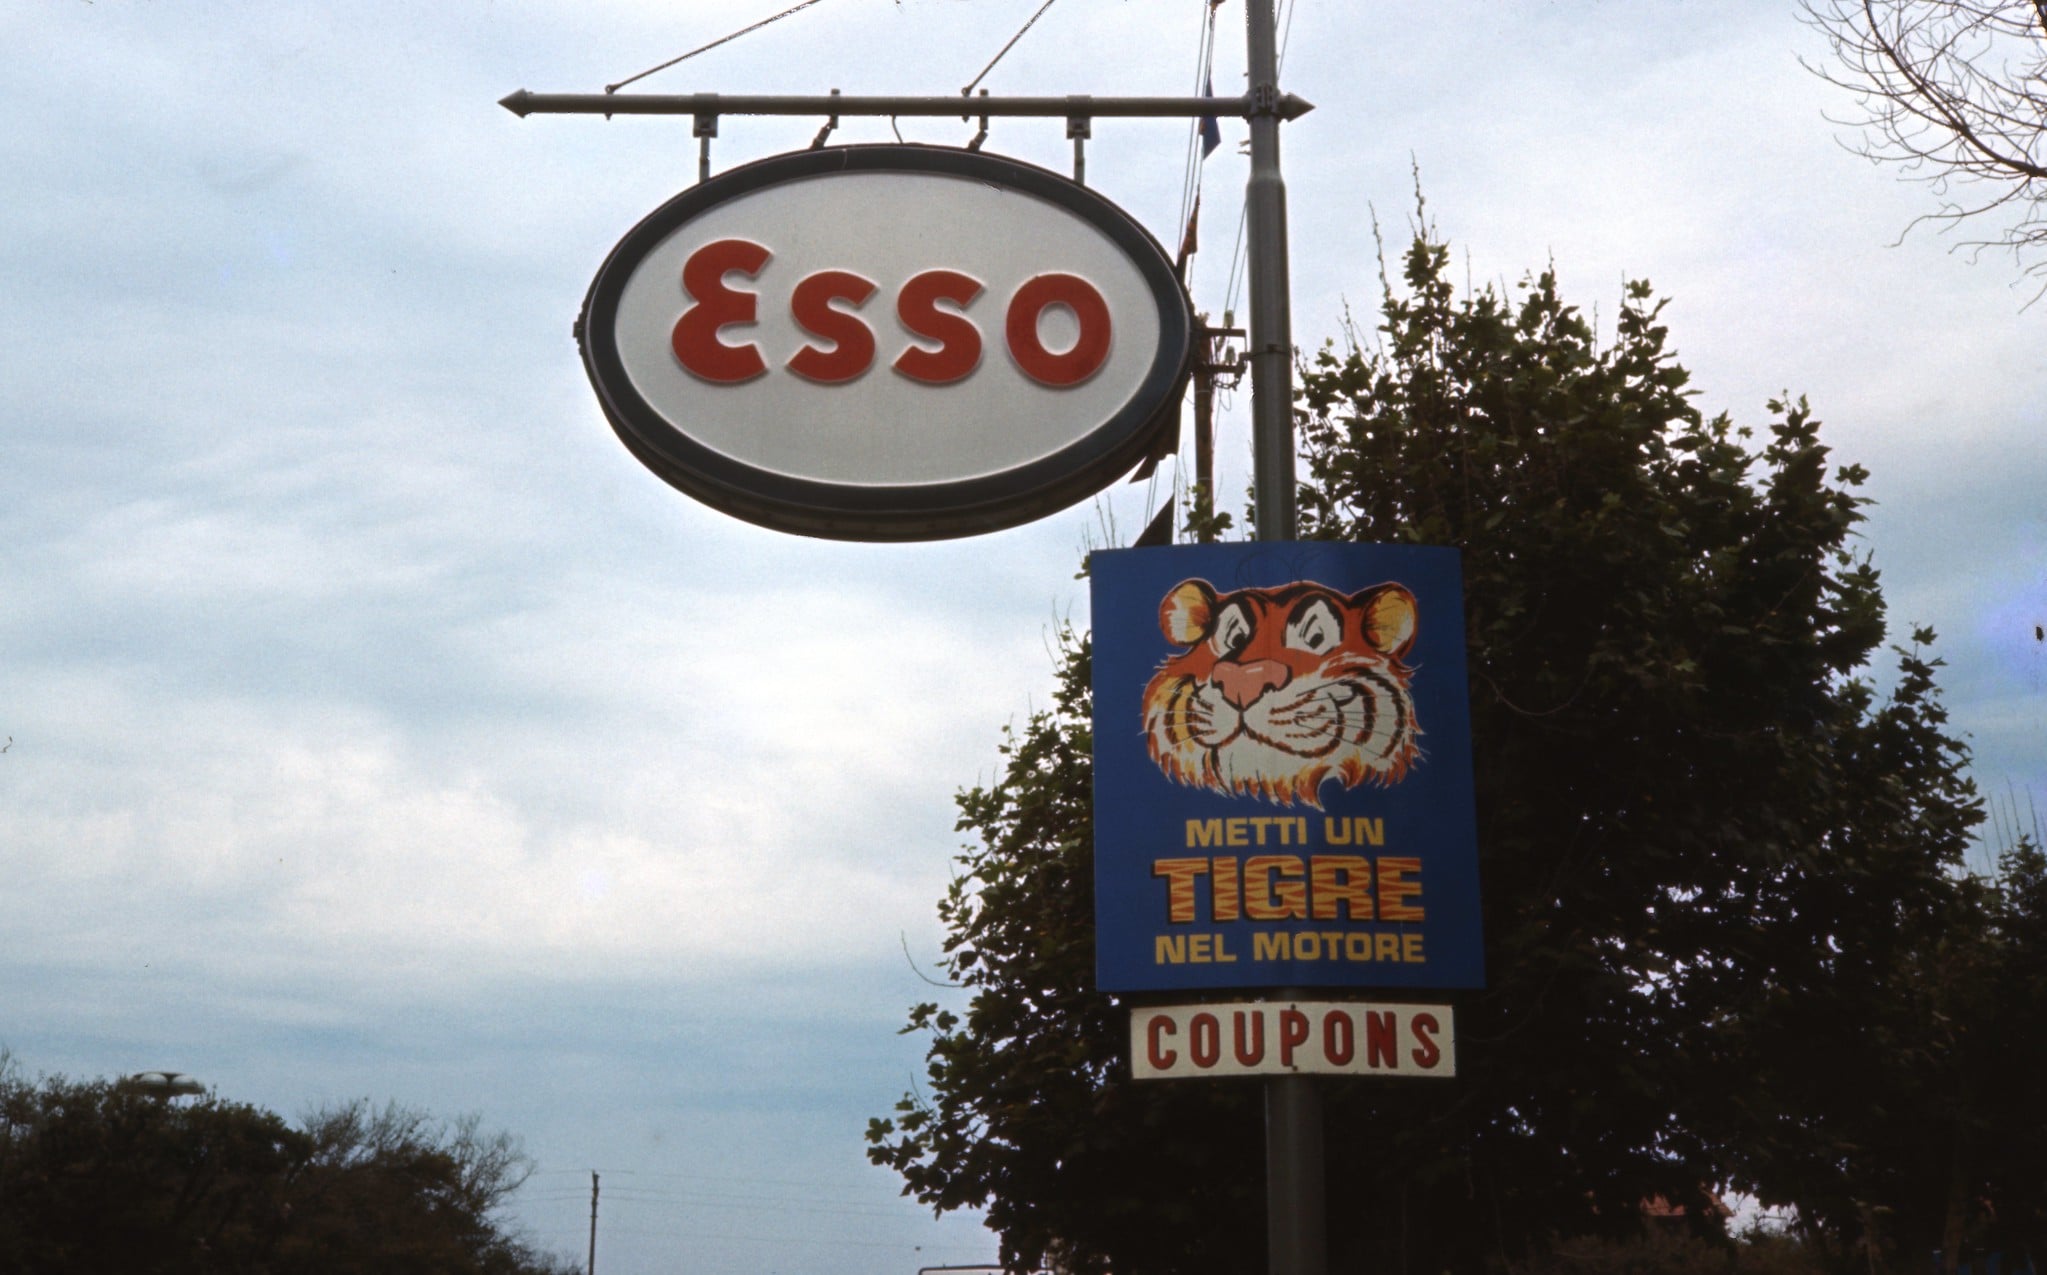 Esso
METTI UN
TIGRE
NEL MOTORE
COUPONS